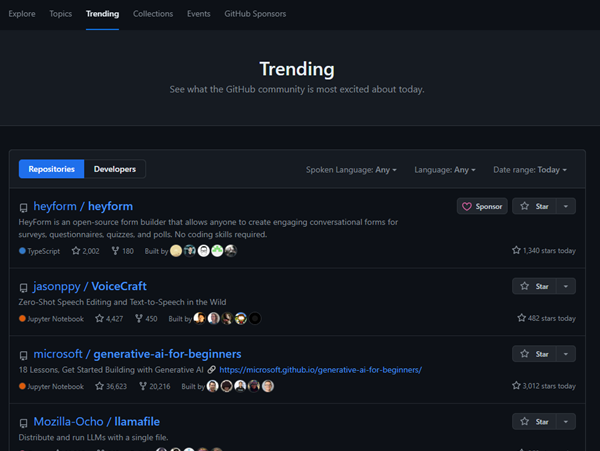 Explore Topics Trending Collections Events GitHub Sponsors
Trending
See what the GitHub community is most excited about today.
Repositories Developers Spoken Language: Any Language: Any Date range: Today
heyform / heyform Sponsor Star
HeyForm is an open-source form builder that allows anyone to create engaging conversational forms for
surveys, questionnaires, quizzes, and polls. No coding skills required.
TypeScript 2,002 180 Built by 1,340 stars today
jasonppy / VoiceCraft Star
Zero-Shot Speech Editing and Text-to-Speech in the Wild
Jupyter Notebook 4,427 450 Built by 482 stars today
microsoft / generative-ai-for-beginners Star
18 Lessons, Get Started Building with Generative AI 🔗 https://microsoft.github.io/generative-ai-for-beginners/
Jupyter Notebook 36,623 20,216 Built by 3,012 stars today
Mozilla-Ocho / llamafile Star
Distribute and run LLMs with a single file.